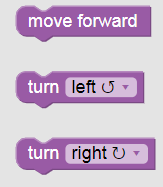 move forward
turn left ↺
turn right ↻